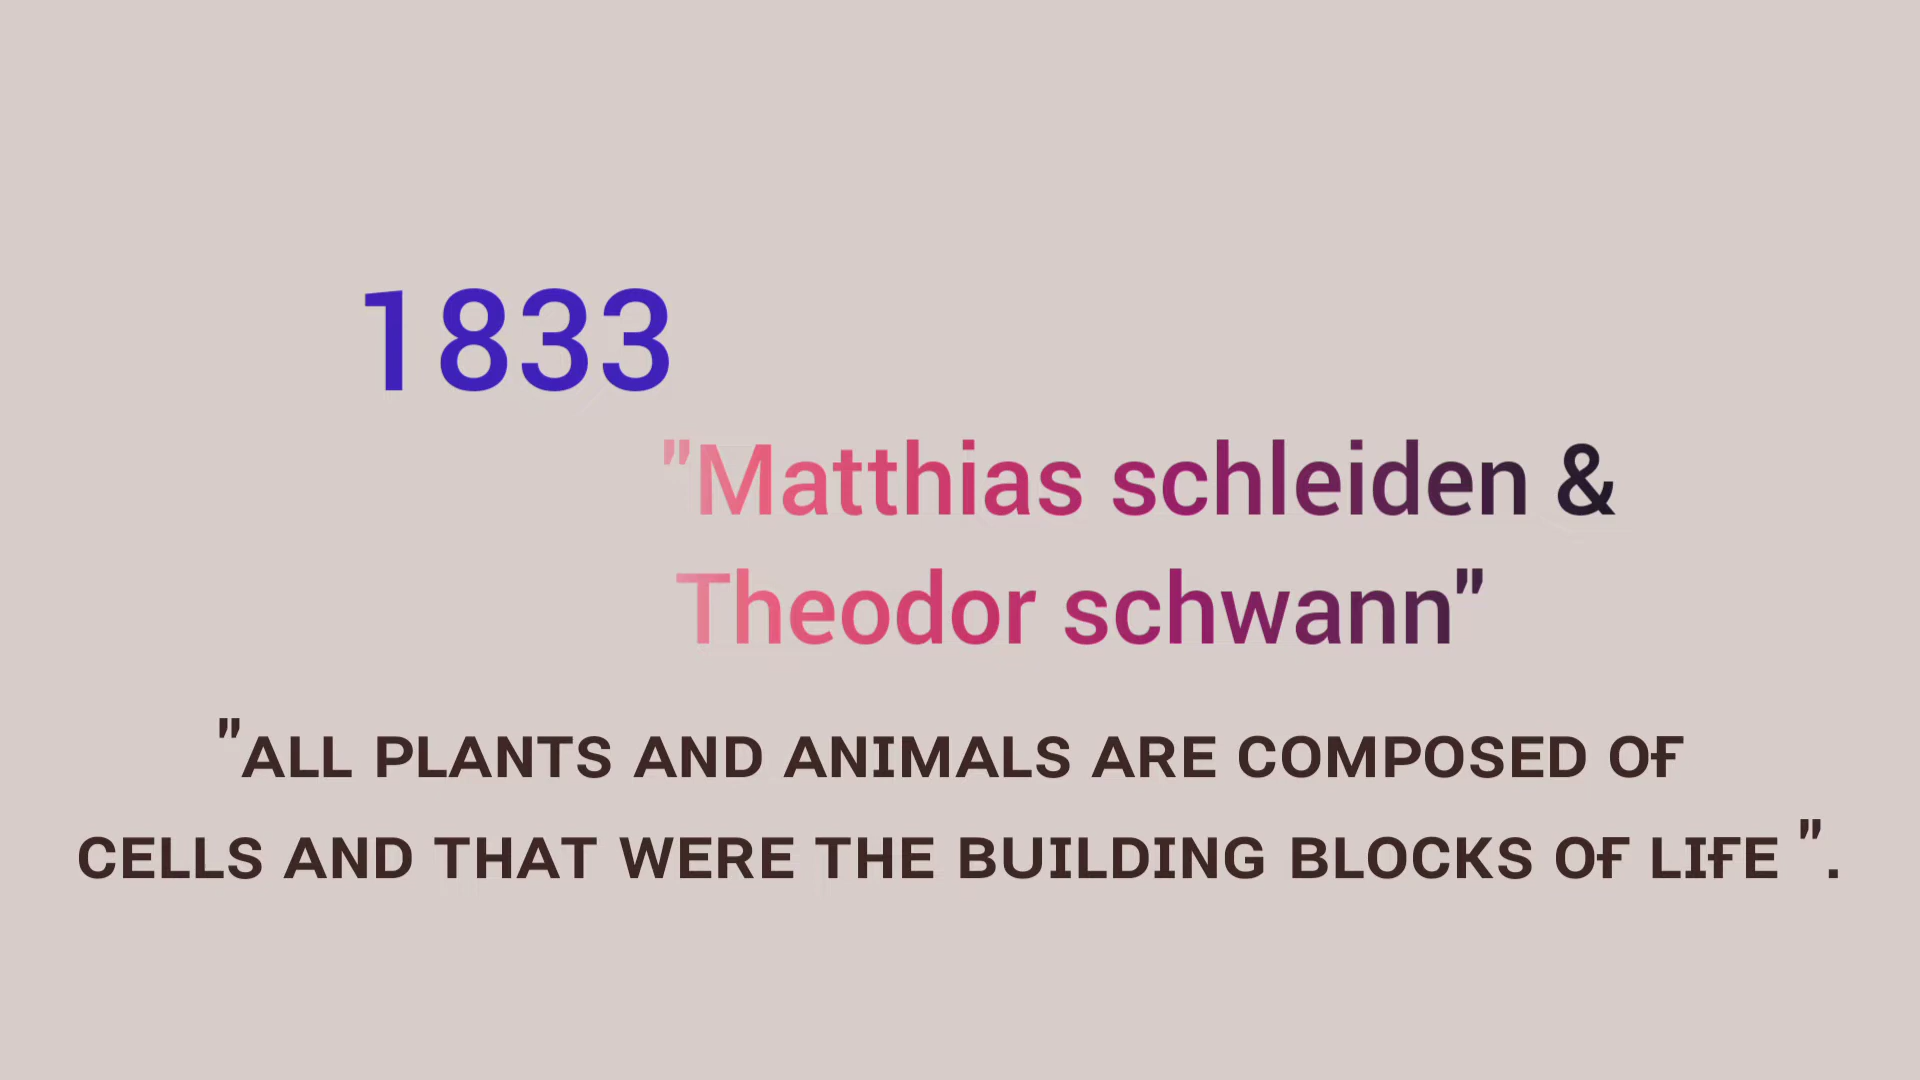 1833
"Matthias schleiden &
Theodor schwann"
"ALL PLANTS AND ANIMALS ARE COMPOSED OF
CELLS AND THAT WERE THE BUILDING BLOCKS OF LIFE ".